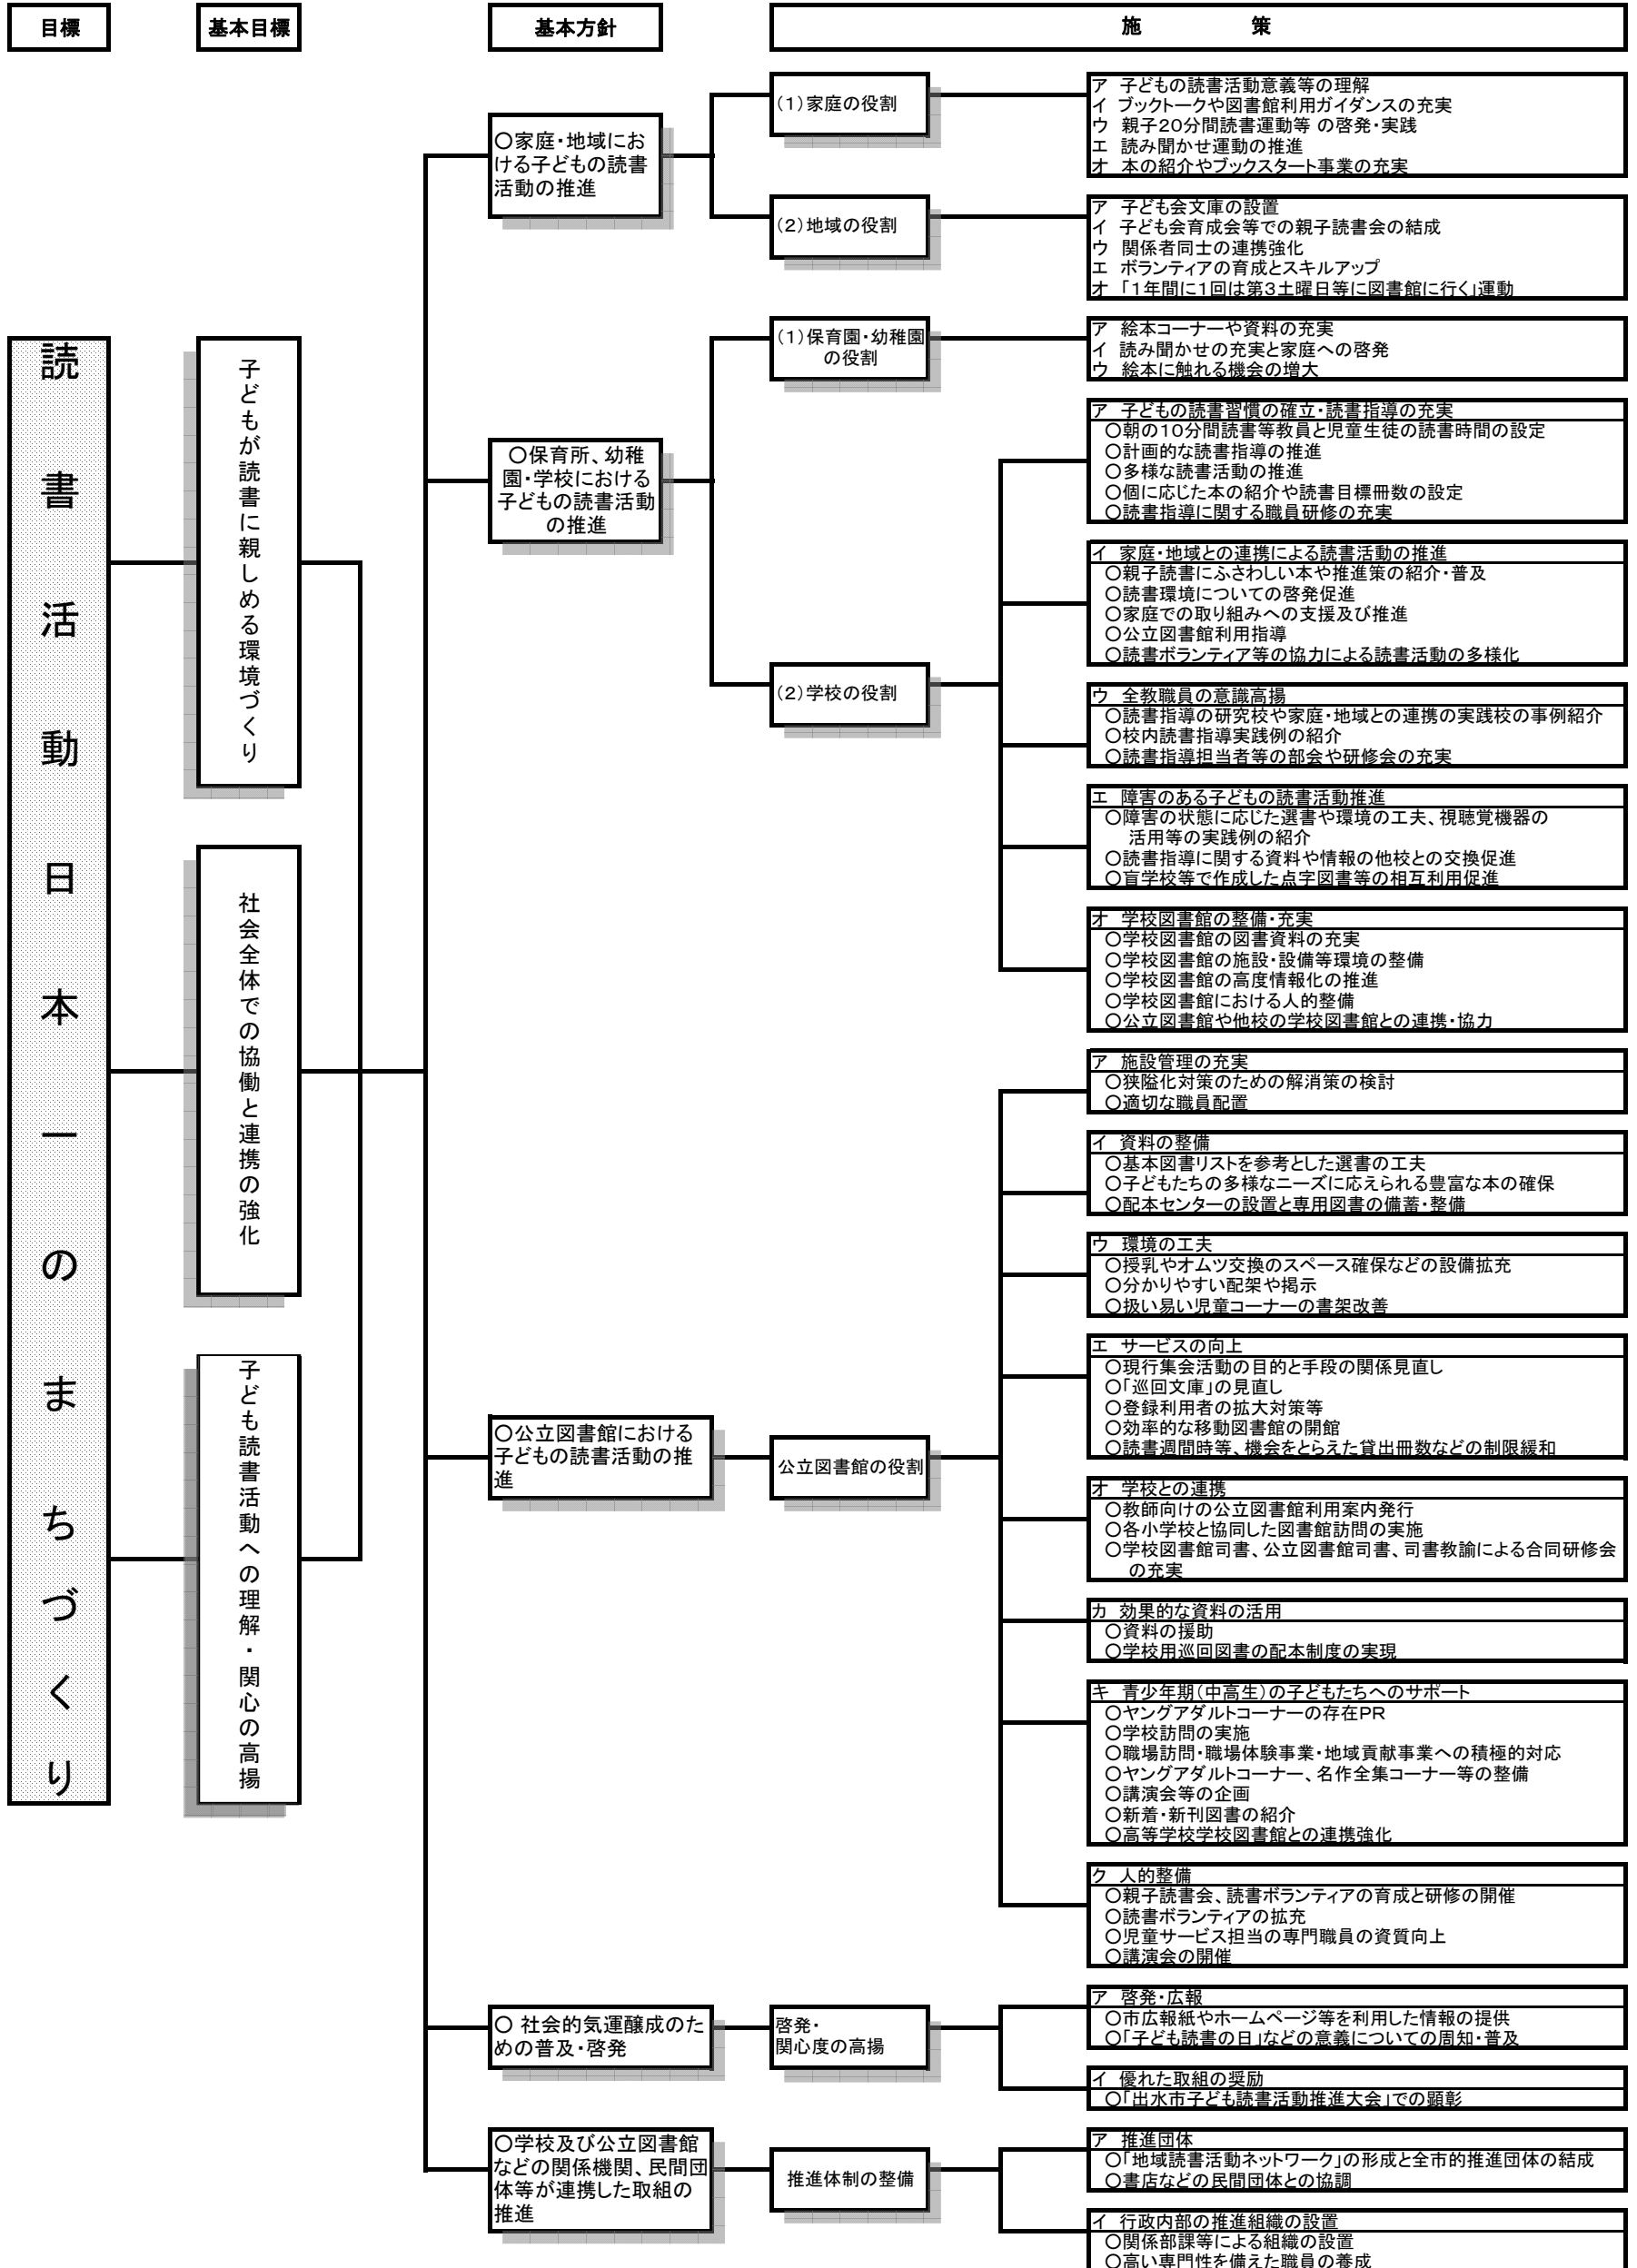 目標
基本目標
基本方針
施　　　策
読書活動日本一のまちづくり
子どもが読書に親しめる環境づくり
社会全体での協働と連携の強化
子ども読書活動への理解・関心の高揚
〇家庭・地域にお
ける子どもの読書
活動の推進
(1)家庭の役割
ア 子どもの読書活動意義等の理解
イ ブックトークや図書館利用ガイダンスの充実
ウ 親子20分間読書運動等 の啓発・実践
エ 読み聞かせ運動の推進
オ 本の紹介やブックスタート事業の充実
(2)地域の役割
ア 子ども会文庫の設置
イ 子ども会育成会等での親子読書会の結成
ウ 関係者同士の連携強化
エ ボランティアの育成とスキルアップ
オ 「1年間に1回は第3土曜日等に図書館に行く」運動
〇保育所、幼稚
園・学校における
子どもの読書活動
の推進
(1)保育園・幼稚園
の役割
ア 絵本コーナーや資料の充実
イ 読み聞かせの充実と家庭への啓発
ウ 絵本に触れる機会の増大
(2)学校の役割
ア 子どもの読書習慣の確立・読書指導の充実
〇朝の10分間読書等教員と児童生徒の読書時間の設定
〇計画的な読書指導の推進
〇多様な読書活動の推進
〇個に応じた本の紹介や読書目標冊数の設定
〇読書指導に関する職員研修の充実
イ 家庭・地域との連携による読書活動の推進
〇親子読書にふさわしい本や推進策の紹介・普及
〇読書環境についての啓発促進
〇家庭での取り組みへの支援及び推進
〇公立図書館利用指導
〇読書ボランティア等の協力による読書活動の多様化
ウ 全教職員の意識高揚
〇読書指導の研究校や家庭・地域との連携の実践校の事例紹介
〇校内読書指導実践例の紹介
〇読書指導担当者等の部会や研修会の充実
エ 障害のある子どもの読書活動推進
〇障害の状態に応じた選書や環境の工夫、視聴覚機器の
活用等の実践例の紹介
〇読書指導に関する資料や情報の他校との交換促進
〇盲学校等で作成した点字図書等の相互利用促進
オ 学校図書館の整備・充実
〇学校図書館の図書資料の充実
〇学校図書館の施設・設備等環境の整備
〇学校図書館の高度情報化の推進
〇学校図書館における人的整備
〇公立図書館や他校の学校図書館との連携・協力
〇公立図書館における
子どもの読書活動の推
進
公立図書館の役割
ア 施設管理の充実
〇狭隘化対策のための解消策の検討
〇適切な職員配置
イ 資料の整備
〇基本図書リストを参考とした選書の工夫
〇子どもたちの多様なニーズに応えられる豊富な本の確保
〇配本センターの設置と専用図書の備蓄・整備
ウ 環境の工夫
〇授乳やオムツ交換のスペース確保などの設備拡充
〇分かりやすい配架や掲示
〇扱い易い児童コーナーの書架改善
エ サービスの向上
〇現行集会活動の目的と手段の関係見直し
〇「巡回文庫」の見直し
〇登録利用者の拡大対策等
〇効率的な移動図書館の開館
〇読書週間時等、機会をとらえた貸出冊数などの制限緩和
オ 学校との連携
〇教師向けの公立図書館利用案内発行
〇各小学校と協同した図書館訪問の実施
〇学校図書館司書、公立図書館司書、司書教諭による合同研修会
の充実
カ 効果的な資料の活用
〇資料の援助
〇学校用巡回図書の配本制度の実現
キ 青少年期(中高生)の子どもたちへのサポート
〇ヤングアダルトコーナーの存在PR
〇学校訪問の実施
〇職場訪問・職場体験事業・地域貢献事業への積極的対応
〇ヤングアダルトコーナー、名作全集コーナー等の整備
〇講演会等の企画
〇新着・新刊図書の紹介
〇高等学校学校図書館との連携強化
ク 人的整備
〇親子読書会、読書ボランティアの育成と研修の開催
〇読書ボランティアの拡充
〇児童サービス担当の専門職員の資質向上
〇講演会の開催
〇 社会的気運醸成のた
めの普及・啓発
啓発・
関心度の高揚
ア 啓発・広報
〇市広報紙やホームページ等を利用した情報の提供
〇「子ども読書の日」などの意義についての周知・普及
イ 優れた取組の奨励
〇「出水市子ども読書活動推進大会」での顕彰
〇学校及び公立図書館
などの関係機関、民間団
体等が連携した取組の
推進
推進体制の整備
ア 推進団体
〇「地域読書活動ネットワーク」の形成と全市的推進団体の結成
〇書店などの民間団体との協調
イ 行政内部の推進組織の設置
〇関係部課等による組織の設置
〇高い専門性を備えた職員の養成